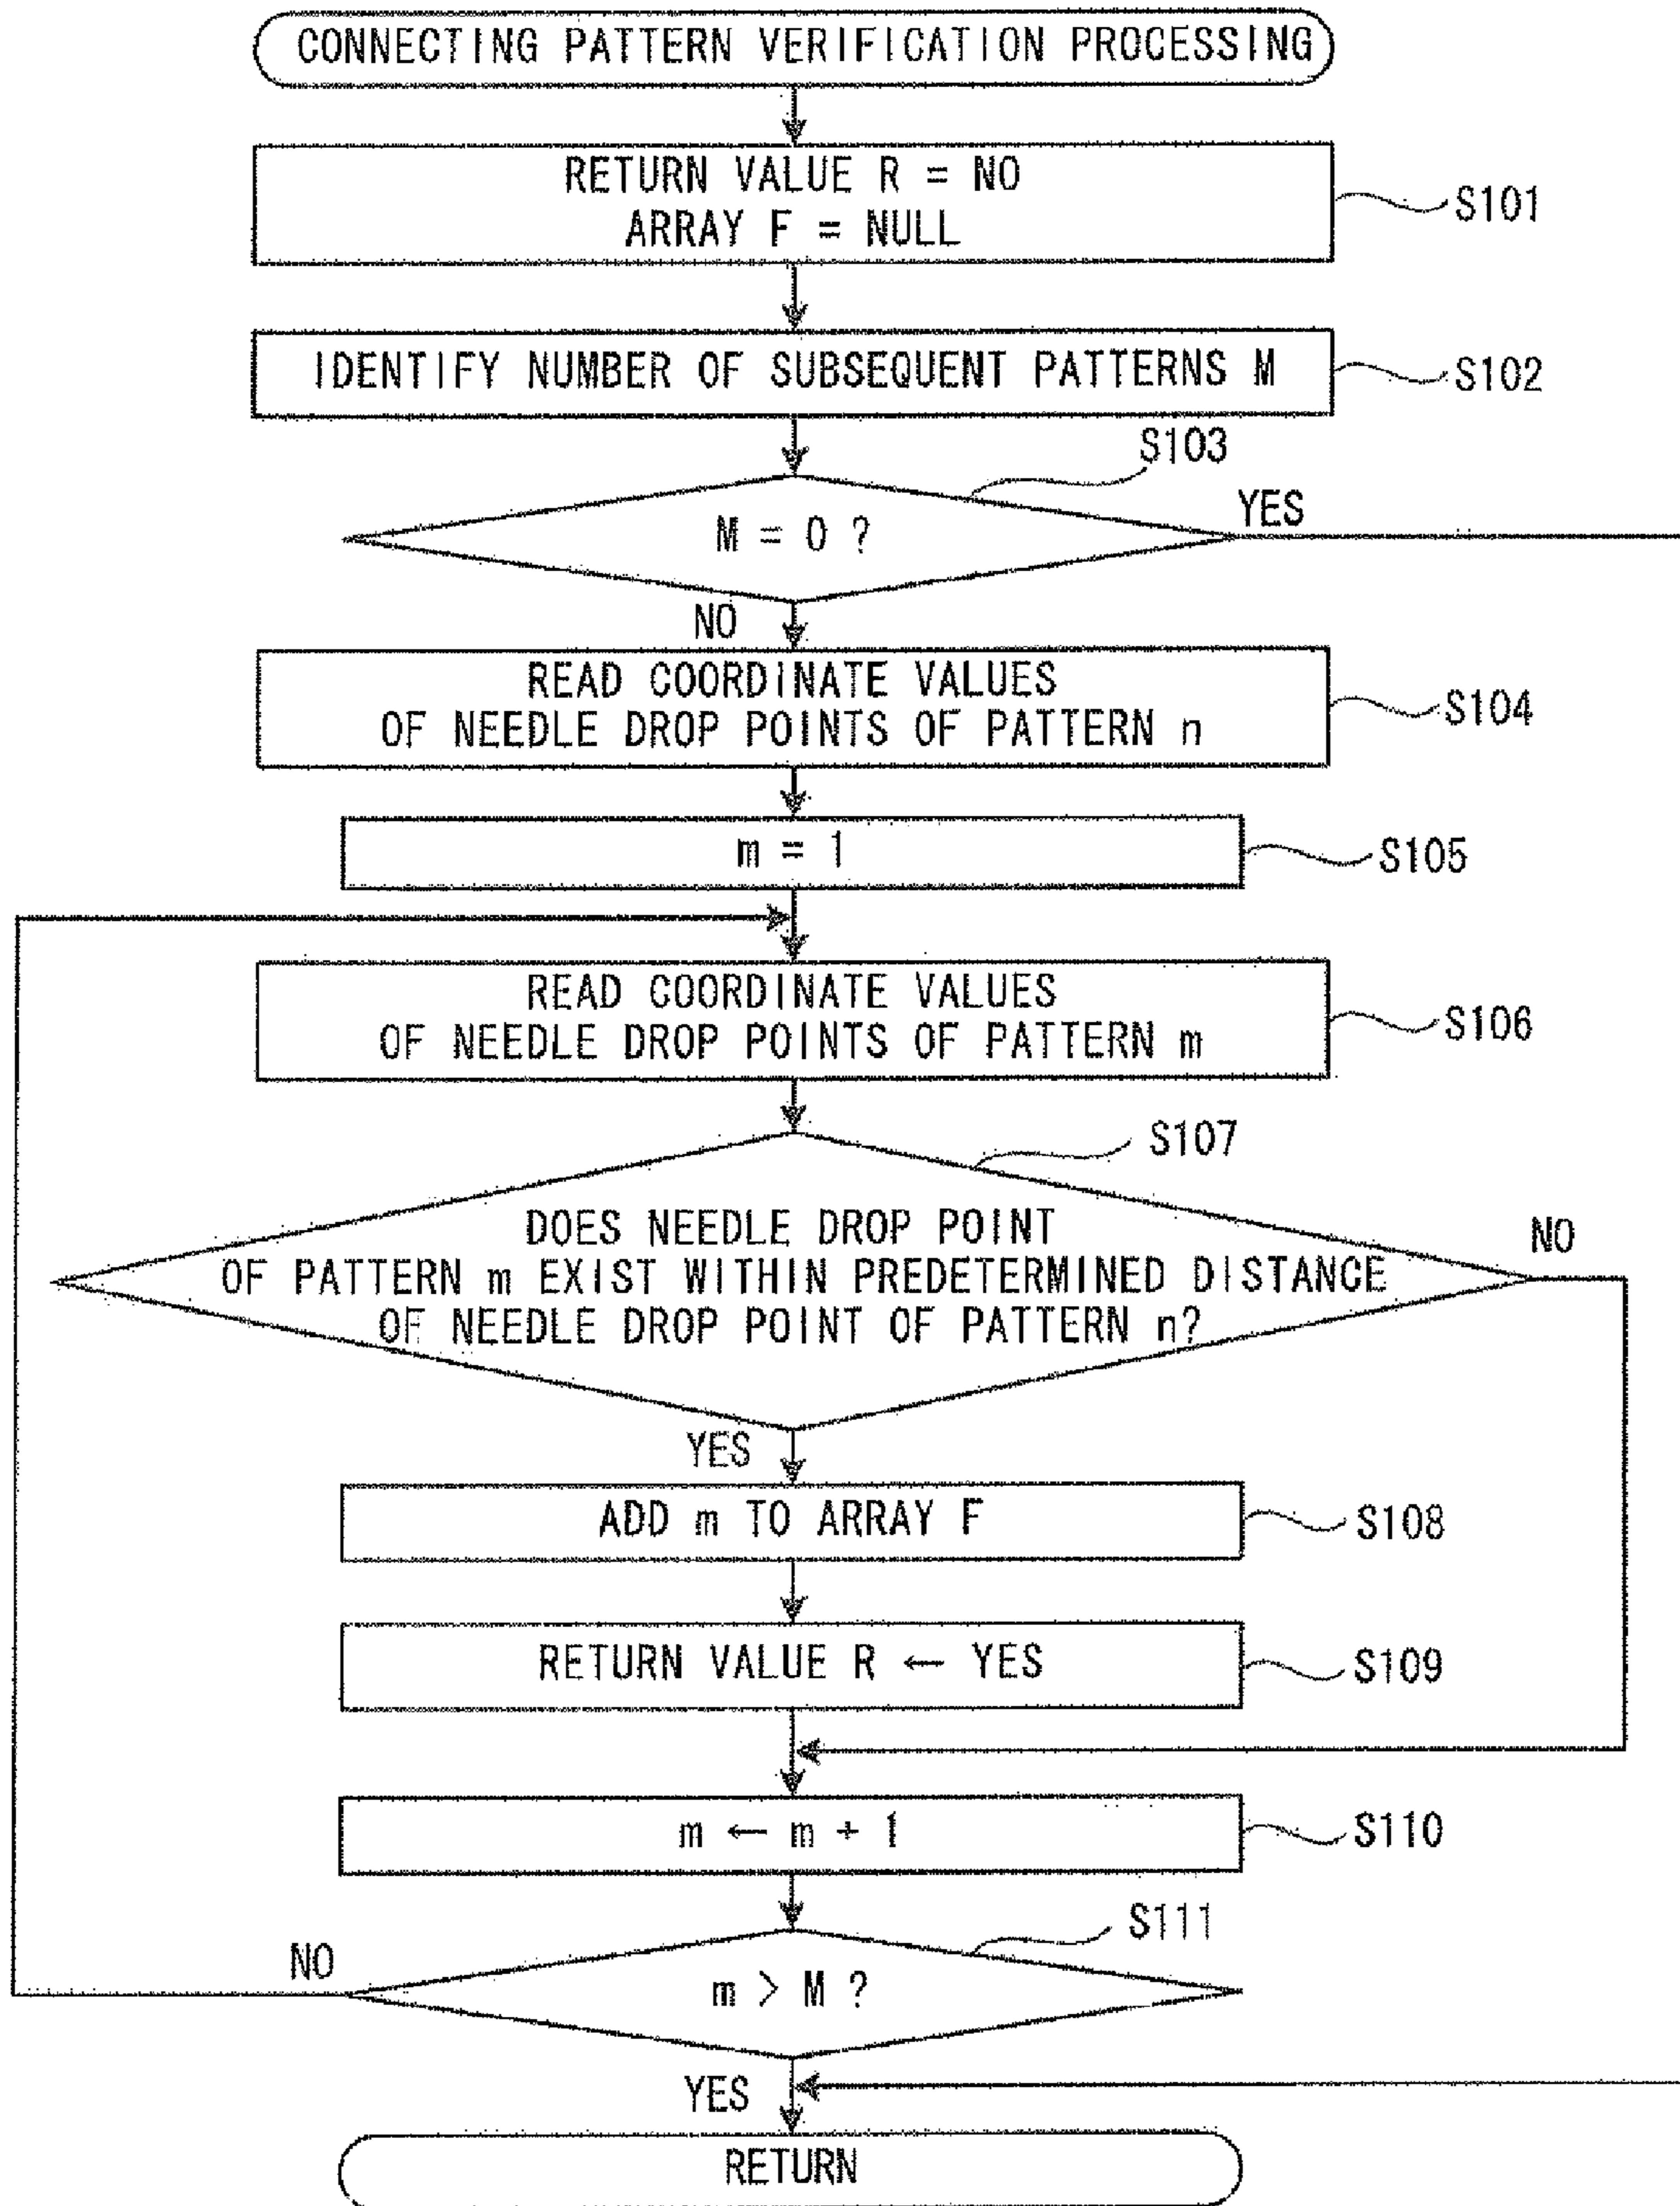 CONNECTING PATTERN VERIFICATION PROCESSING
RETURN VALUE R = NO
ARRAY F = NULL
S101
IDENTIFY NUMBER OF SUBSEQUENT PATTERNS M
S102
S103
M = 0 ?
YES
NO
READ COORDINATE VALUES
OF NEEDLE DROP POINTS OF PATTERN n
S104
m = 1
S105
READ COORDINATE VALUES
OF NEEDLE DROP POINTS OF PATTERN m
S106
S107
DOES NEEDLE DROP POINT
OF PATTERN m EXIST WITHIN PREDETERMINED DISTANCE
OF NEEDLE DROP POINT OF PATTERN n?
NO
YES
ADD m TO ARRAY F
S108
RETURN VALUE R ← YES
S109
m ← m + 1
S110
S111
NO
m > M ?
YES
RETURN